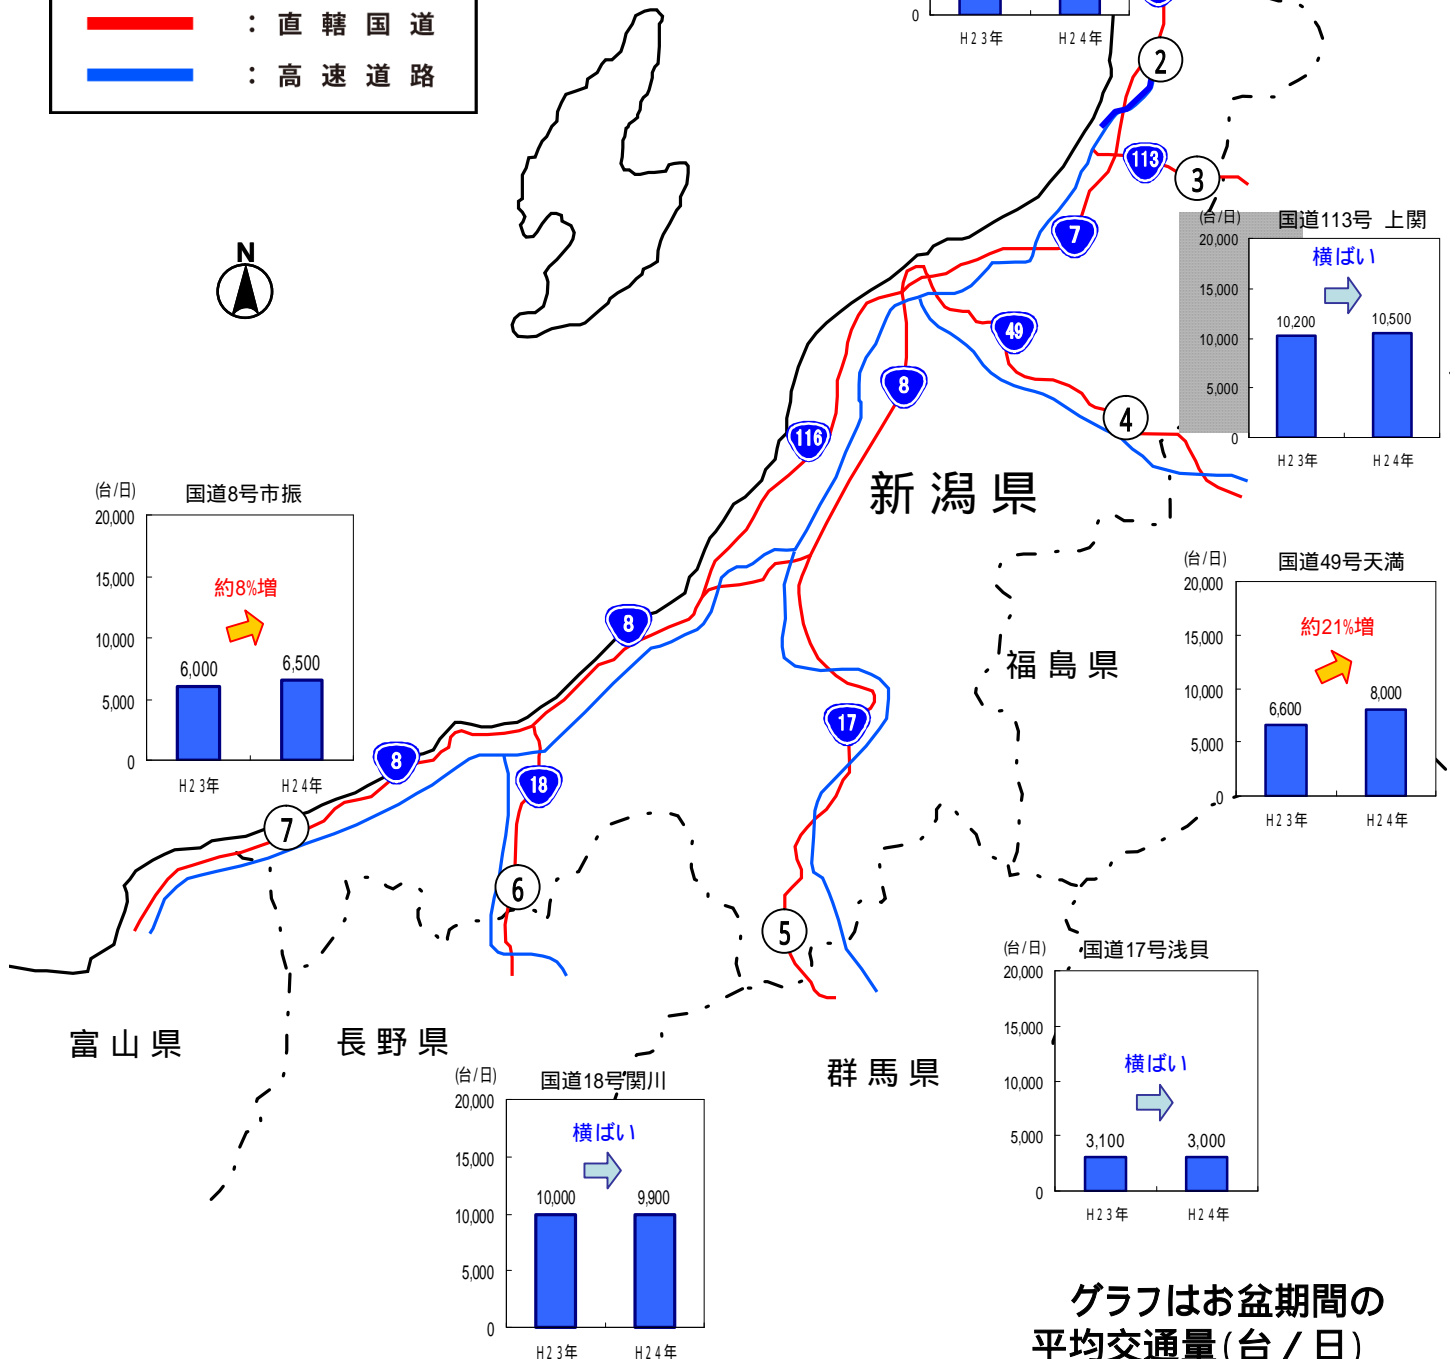 ：直轄国道
：高速道路
0
H23年 H24年
2
113
3
7
N
(台/日)
国道113号 上関
20,000
横ばい
15,000
10,200
10,500
10,000
5,000
0
H23年 H24年
49
8
4
116
新潟県
(台/日)
国道8号市振
20,000
15,000
約8%増
10,000
6,000
6,500
5,000
0
H23年 H24年
(台/日)
国道49号天満
20,000
約21%増
15,000
10,000
6,600
8,000
5,000
0
H23年 H24年
8
福島県
17
8
18
7
6
5
(台/日)
国道17号浅貝
20,000
15,000
横ばい
10,000
5,000
3,100
3,000
0
H23年 H24年
富山県
長野県
群馬県
(台/日)
国道18号関川
20,000
横ばい
15,000
10,000
9,900
10,000
5,000
0
H23年 H24年
グラフはお盆期間の
平均交通量(台/日)